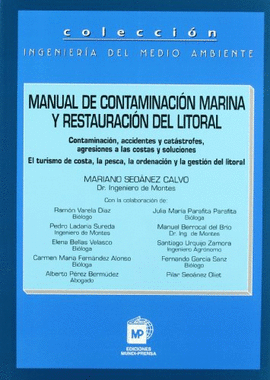 colección
INGENIERÍA DEL MEDIO AMBIENTE
MANUAL DE CONTAMINACIÓN MARINA
Y RESTAURACIÓN DEL LITORAL
Contaminación, accidentes y catástrofes,
agresiones a las costas y soluciones
El turismo de costa, la pesca, la ordenación y la gestión del litoral
MARIANO SEOÁNEZ CALVO
Dr. Ingeniero de Montes
Con la colaboración de:
Ramón Varela Díaz
Biólogo
Pedro Ladaria Sureda
Ingeniero de Montes
Elena Bellas Velasco
Bióloga
Carmen María Fernández Alonso
Bióloga
Alberto Pérez Bermúdez
Abogado
Julia María Parafita Parafita
Bióloga
Manuel Berrocal del Brío
Dr. Ing. de Montes
Santiago Urquijo Zamora
Ingeniero Agrónomo
Fernando García Sanz
Biólogo
Pilar Seoánez Oliet
MP
EDICIONES
MUNDI-PRENSA